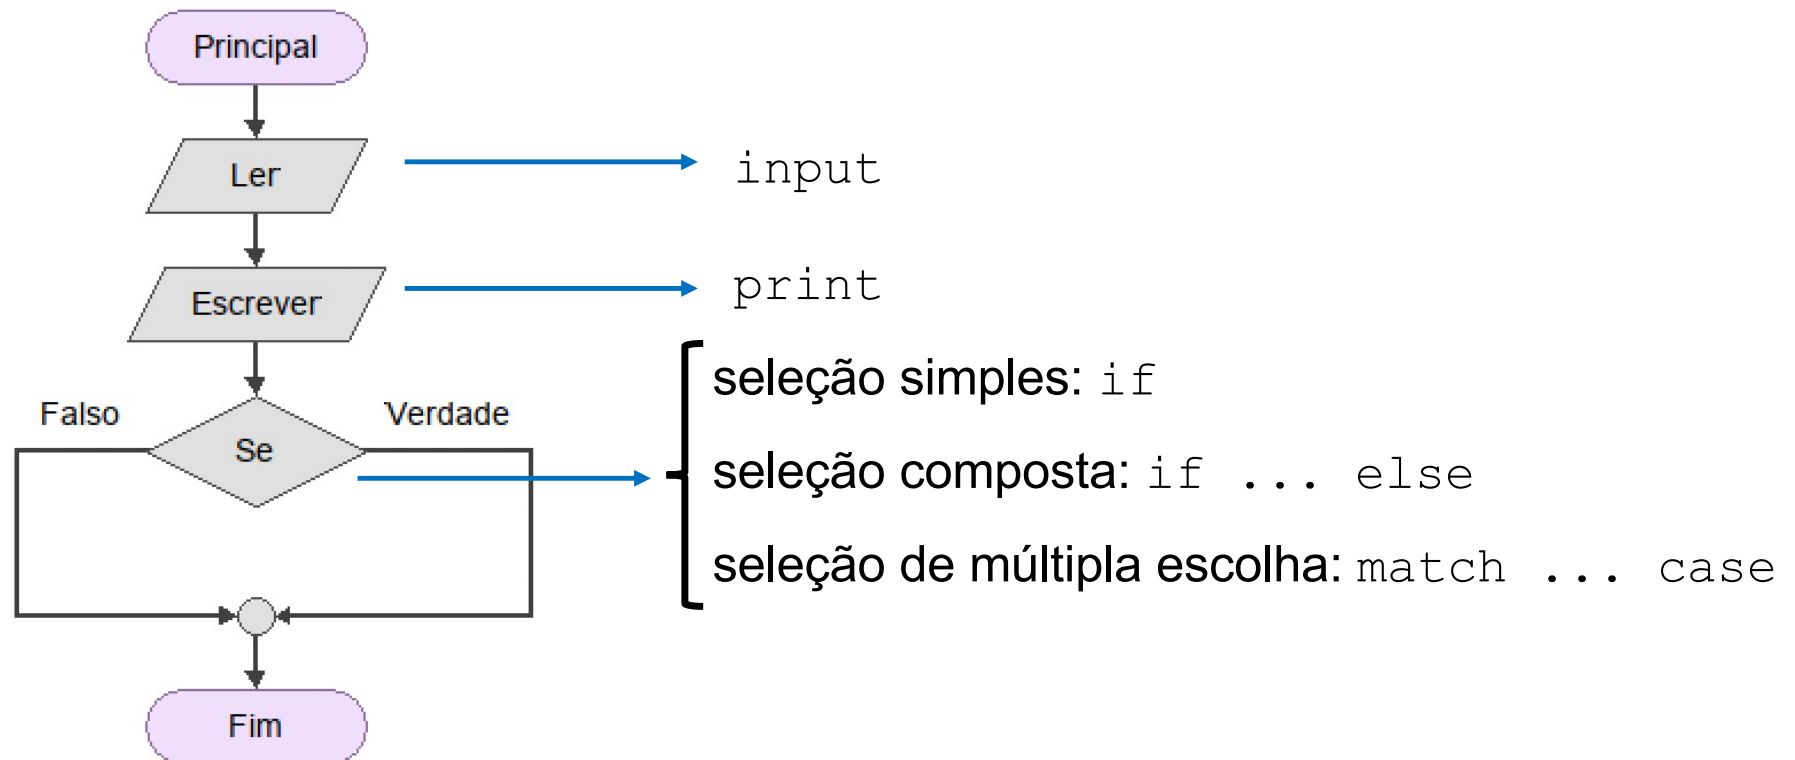 Principal
Ler
input
Escrever
print
seleção simples: if
Falso
Verdade
Se
seleção composta: if ... else
seleção de múltipla escolha: match ... case
Fim